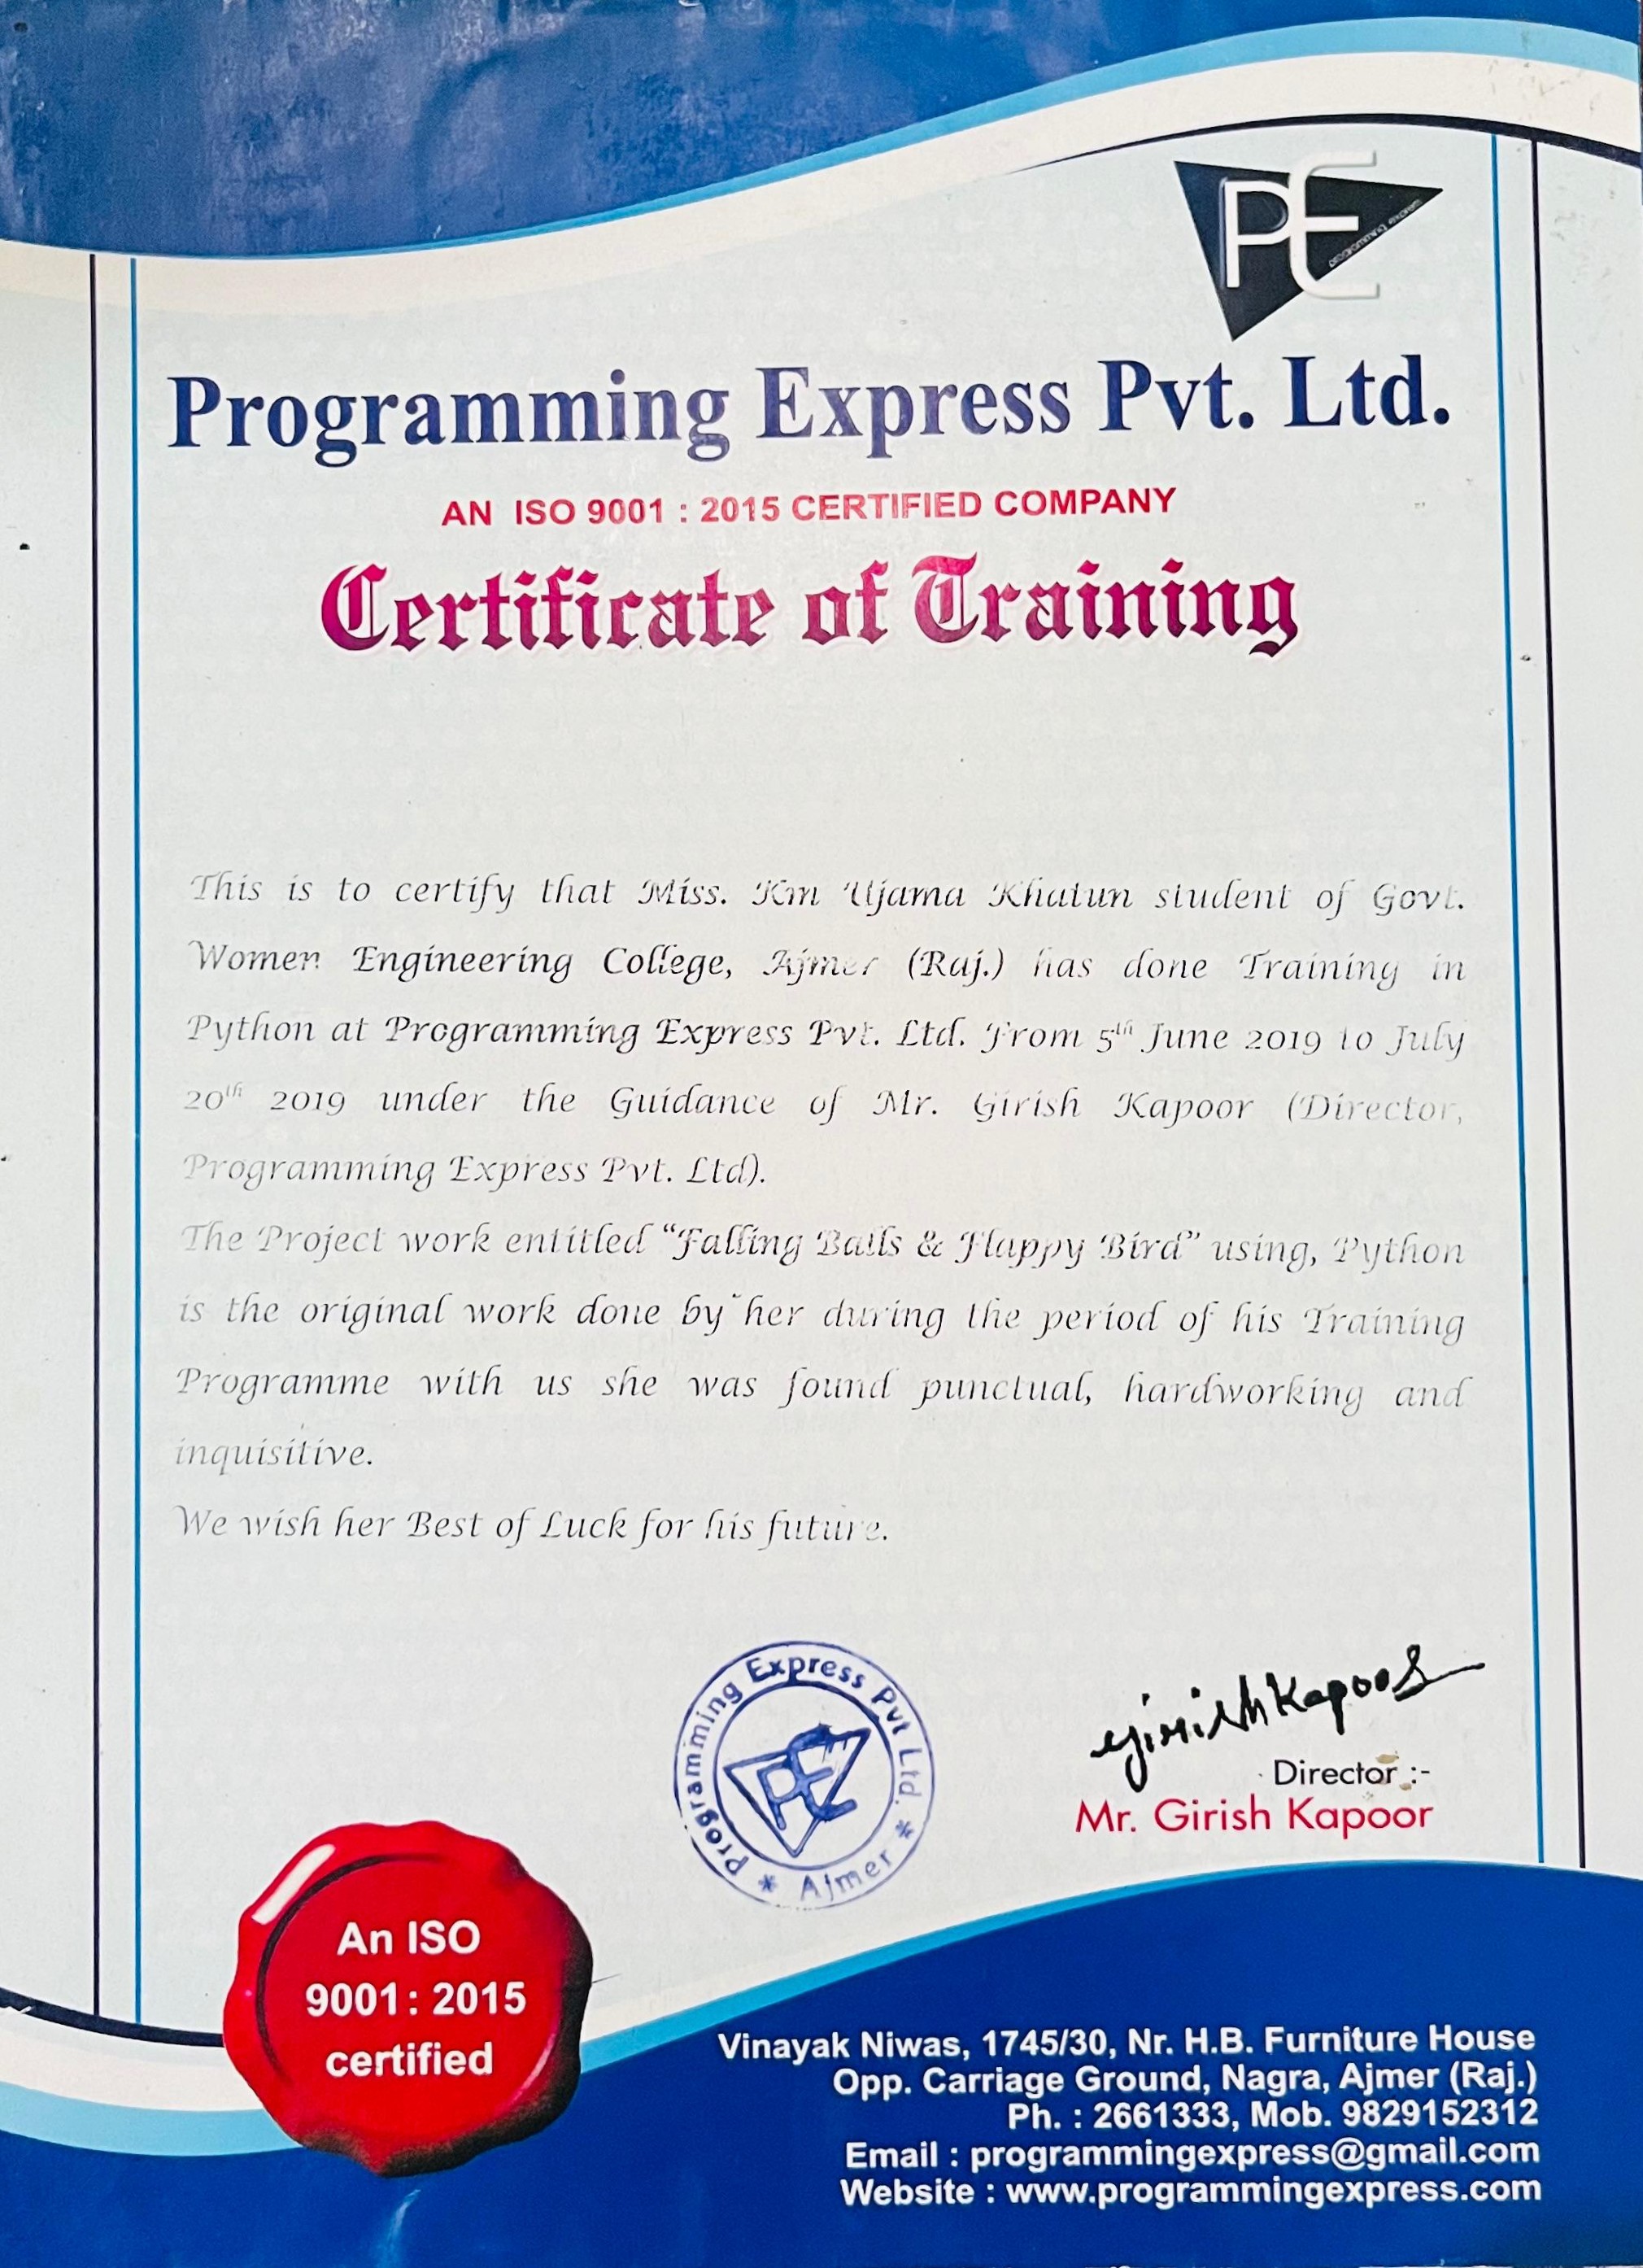 PE
programming express
Programming Express Pvt. Ltd.
AN ISO 9001 : 2015 CERTIFIED COMPANY
Certificate of Training
This is to certify that Miss. Km Ujama Khatun student of Govt.
Women Engineering College, Ajmer (Raj.) has done Training in
Python at Programming Express Pvt. Ltd. From 5th June 2019 to July
20th 2019 under the Guidance of Mr. Girish Kapoor (Director,
Programming Express Pvt. Ltd).
The Project work entitled “Falling Balls & Flappy Bird” using, Python
is the original work done by her during the period of his Training
Programme with us she was found punctual, hardworking and
inquisitive.
We wish her Best of Luck for his future.
Programming Express Pvt Ltd. * Ajmer *
PE
Girish Kapoor
Director :-
Mr. Girish Kapoor
An ISO
9001 : 2015
certified
Vinayak Niwas, 1745/30, Nr. H.B. Furniture House
Opp. Carriage Ground, Nagra, Ajmer (Raj.)
Ph. : 2661333, Mob. 9829152312
Email : programmingexpress@gmail.com
Website : www.programmingexpress.com